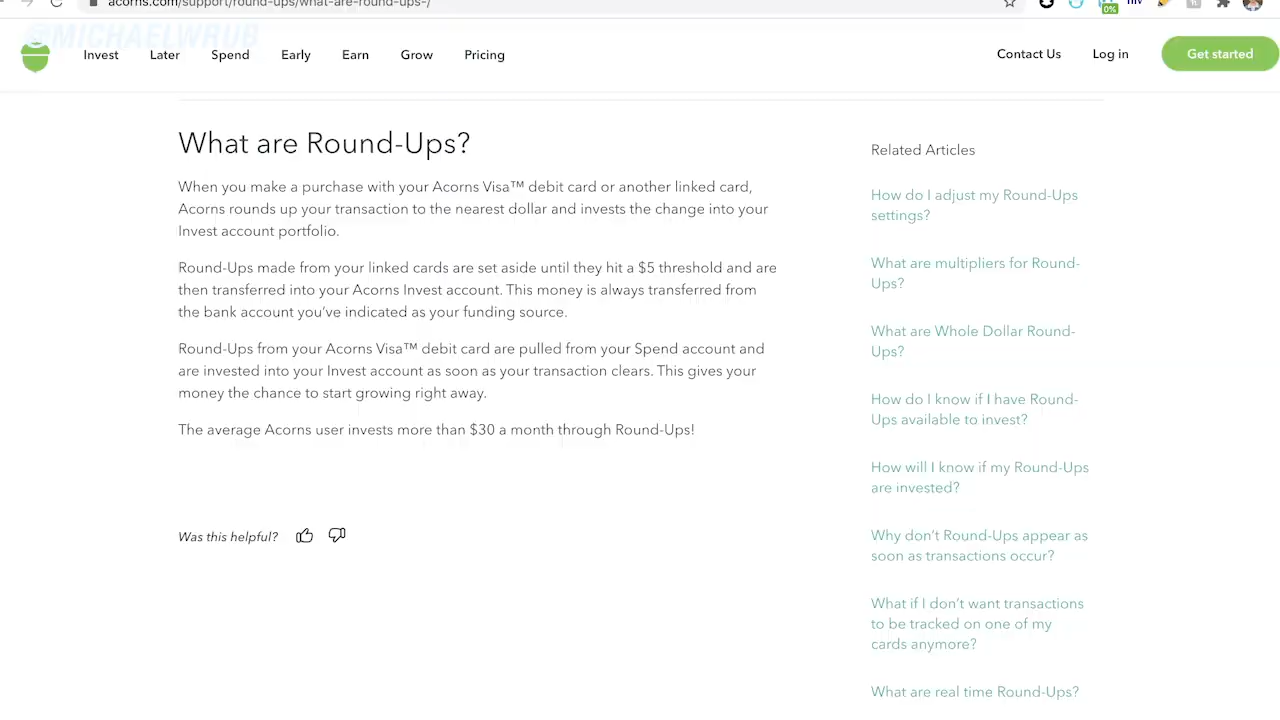 acorns.com/support/round-ups/what-are-round-ups-/
0%
@MICHAELWRUB
Invest Later Spend Early Earn Grow Pricing Contact Us Log in Get started
What are Round-Ups?
When you make a purchase with your Acorns Visa™ debit card or another linked card,
Acorns rounds up your transaction to the nearest dollar and invests the change into your
Invest account portfolio.
Round-Ups made from your linked cards are set aside until they hit a $5 threshold and are
then transferred into your Acorns Invest account. This money is always transferred from
the bank account you’ve indicated as your funding source.
Round-Ups from your Acorns Visa™ debit card are pulled from your Spend account and
are invested into your Invest account as soon as your transaction clears. This gives your
money the chance to start growing right away.
The average Acorns user invests more than $30 a month through Round-Ups!
Was this helpful?
Related Articles
How do I adjust my Round-Ups
settings?
What are multipliers for Round-
Ups?
What are Whole Dollar Round-
Ups?
How do I know if I have Round-
Ups available to invest?
How will I know if my Round-Ups
are invested?
Why don’t Round-Ups appear as
soon as transactions occur?
What if I don’t want transactions
to be tracked on one of my
cards anymore?
What are real time Round-Ups?